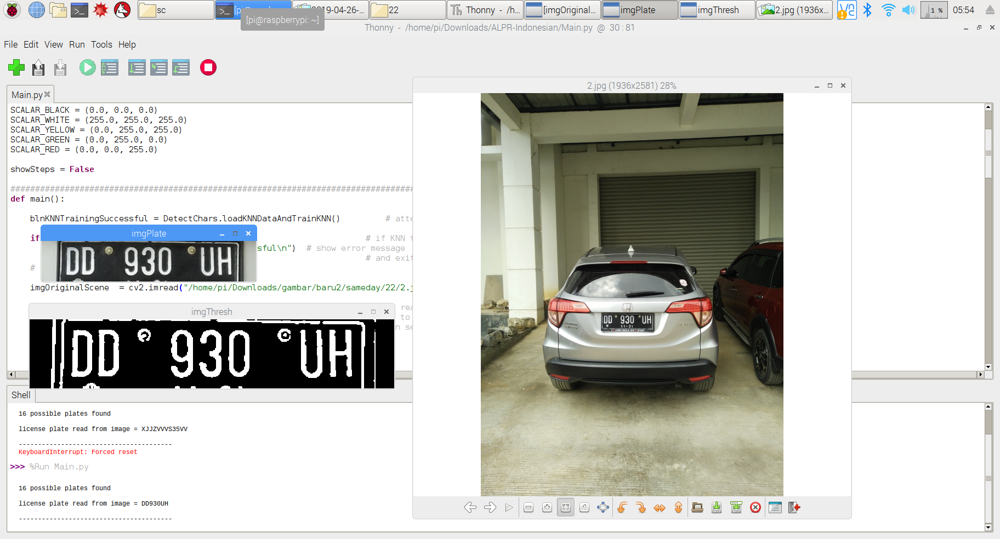 sc
2019-04-26-...
22
Thonny - /h...
[imgOriginal...
imgPlate
imgThresh
2.jpg (1936x...
1 %
05:54
[pi@raspberrypi: ~]
Thonny - /home/pi/Downloads/ALPR-Indonesian/Main.py @ 30:81
File Edit View Run Tools Help
Main.py
SCALAR_BLACK = (0.0, 0.0, 0.0)
SCALAR_WHITE = (255.0, 255.0, 255.0)
SCALAR_YELLOW = (0.0, 255.0, 255.0)
SCALAR_GREEN = (0.0, 255.0, 0.0)
SCALAR_RED = (0.0, 0.0, 255.0)
showSteps = False
def main():
blnKNNTrainingSuccessful = DetectChars.loadKNNDataAndTrainKNN() # atte
if # if KNN t
sful\n") # show error message
# and exit
#
imgOriginalScene = cv2.imread("/home/pi/Downloads/gambar/baru2/sameday/22/2.j
rea
to
n se
imgPlate
DD 930 UH
imgThresh
DD 930 UH
Shell
16 possible plates found
license plate read from image = XJJZVVVS35VV
----------------------------------------
KeyboardInterrupt: Forced reset
>>> %Run Main.py
16 possible plates found
license plate read from image = DD930UH
----------------------------------------
2.jpg (1936x2581) 28%
DD 930 UH
11·21